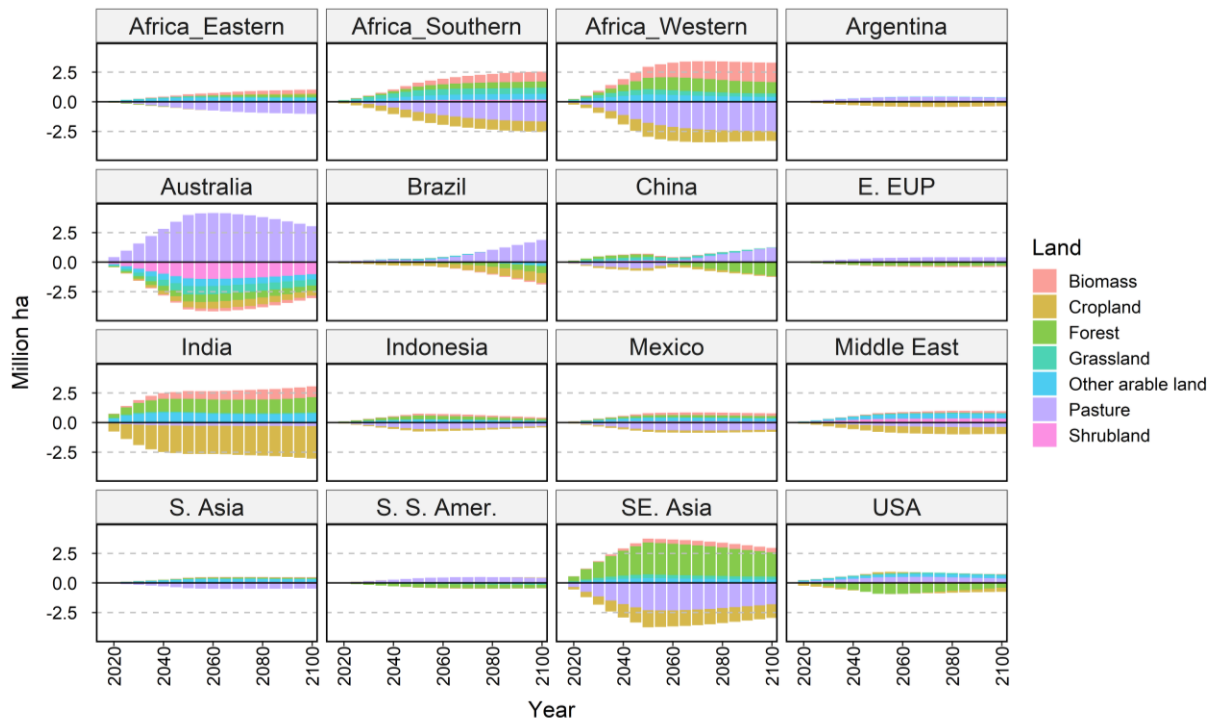 Africa_Eastern
Africa_Southern
Africa_Western
Argentina
2.5
0.0
-2.5
Australia
Brazil
China
E. EUP
2.5
0.0
-2.5
India
Indonesia
Mexico
Middle East
2.5
0.0
-2.5
S. Asia
S. S. Amer.
SE. Asia
USA
2.5
0.0
-2.5
2020
2040
2060
2080
2100
2020
2040
2060
2080
2100
2020
2040
2060
2080
2100
2020
2040
2060
2080
2100
Year
Million ha
Land
Biomass
Cropland
Forest
Grassland
Other arable land
Pasture
Shrubland